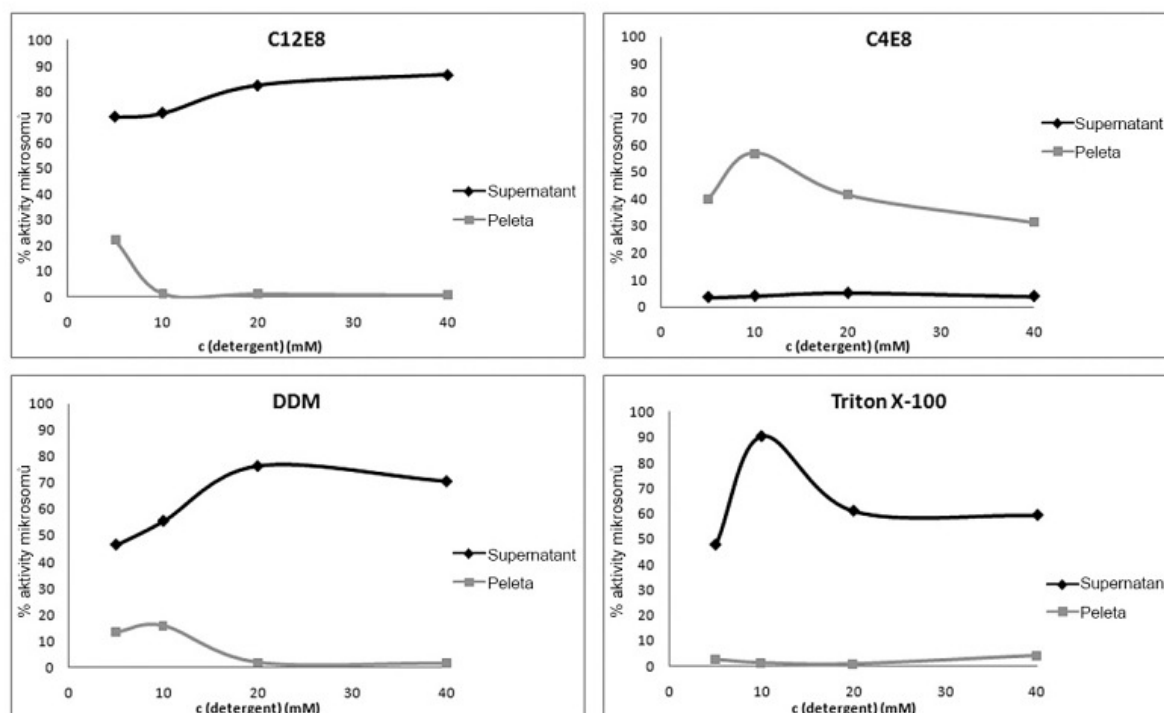 C12E8
100
90
80
70
60
50
40
30
20
10
0
% aktivity mikrosomů
0 10 20 30 40
c (detergent) (mM)
Supernatant
Peleta
C4E8
100
90
80
70
60
50
40
30
20
10
0
% aktivity mikrosomů
0 10 20 30 40
c (detergent) (mM)
Supernatant
Peleta
DDM
100
90
80
70
60
50
40
30
20
10
0
% aktivity mikrosomů
0 10 20 30 40
c (detergent) (mM)
Supernatant
Peleta
Triton X-100
100
90
80
70
60
50
40
30
20
10
0
% aktivity mikrosomů
0 10 20 30 40
c (detergent) (mM)
Supernatan
Peleta